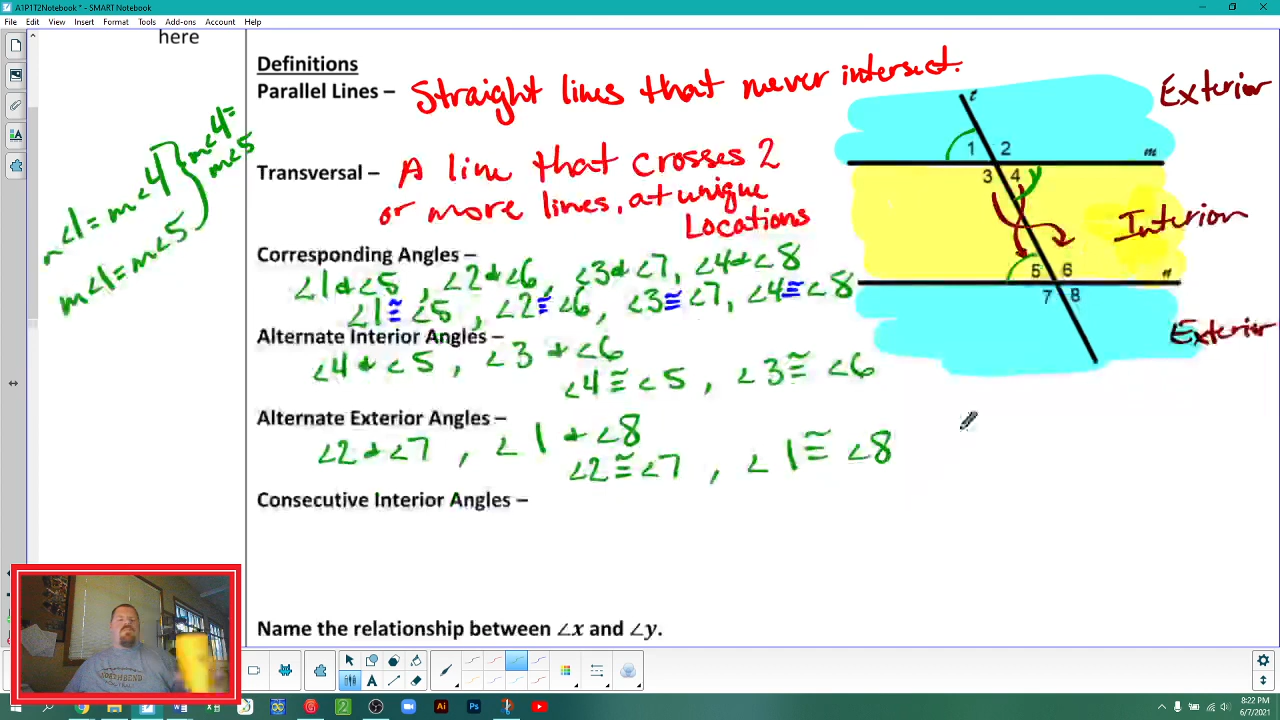 A1P1T2Notebook * - SMART Notebook
File Edit View Insert Format Tools Add-ons Account Help
here
Definitions
Parallel Lines – Straight lines that never intersect.
Transversal – A line that crosses 2
or more lines, at unique
Locations
Corresponding Angles –
∠1 & ∠5 , ∠2 & ∠6 , ∠3 & ∠7, ∠4 & ∠8
∠1 ≅ ∠5 , ∠2 ≅ ∠6 , ∠3 ≅ ∠7, ∠4 ≅ ∠8
Alternate Interior Angles –
∠4 & ∠5 , ∠3 & ∠6
∠4 ≅ ∠5 , ∠3 ≅ ∠6
Alternate Exterior Angles –
∠2 & ∠7 , ∠1 & ∠8
∠2 ≅ ∠7 , ∠1 ≅ ∠8
Consecutive Interior Angles –
Name the relationship between ∠x and ∠y.
m∠1 = m∠4
m∠1 = m∠5
m∠4 =
m∠5
Exterior
t
1 2
m
3 4
Interior
5 6
n
7 8
Exterior
8:22 PM
6/7/2021